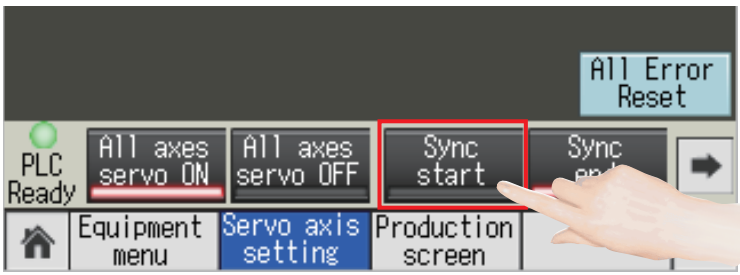 All Error
Reset
PLC
Ready
All axes
servo ON
All axes
servo OFF
Sync
start
Sync
end
Equipment
menu
Servo axis
setting
Production
screen